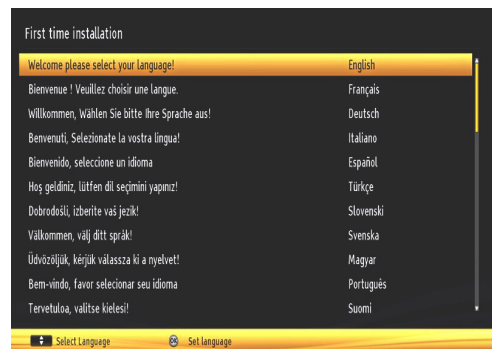 First time installation
Welcome please select your language! English
Bienvenue ! Veuillez choisir une langue. Français
Willkommen, Wählen Sie bitte Ihre Sprache aus! Deutsch
Benvenuti, Selezionate la vostra lingua! Italiano
Bienvenido, seleccione un idioma Español
Hoş geldiniz, lütfen dil seçimini yapınız! Türkçe
Dobrodošli, izberite vaš jezik! Slovenski
Välkommen, välj ditt språk! Svenska
Üdvözöljük, kérjük válassza ki a nyelvet! Magyar
Bem-vindo, favor selecionar seu idioma Português
Tervetuloa, valitse kielesi! Suomi
Select Language OK Set language